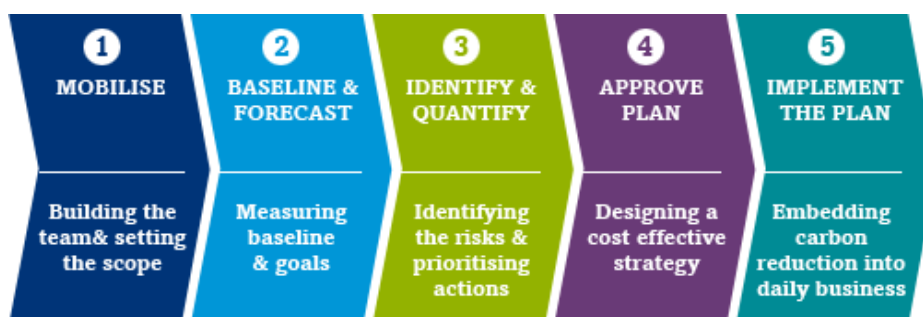 1
MOBILISE
Building the
team& setting
the scope
2
BASELINE &
FORECAST
Measuring
baseline
& goals
3
IDENTIFY &
QUANTIFY
Identifying
the risks &
prioritising
actions
4
APPROVE
PLAN
Designing a
cost effective
strategy
5
IMPLEMENT
THE PLAN
Embedding
carbon
reduction into
daily business